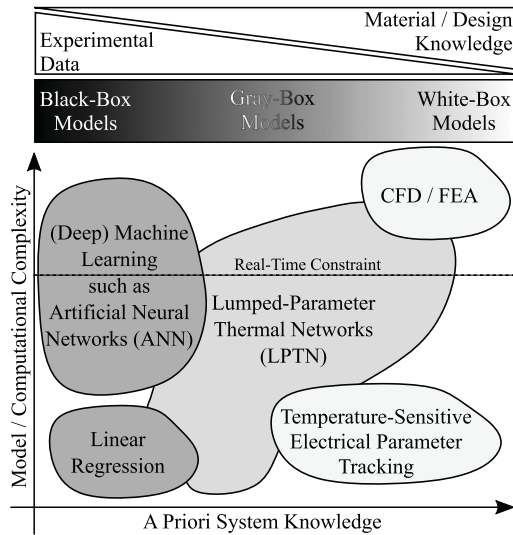 Material / Design
Knowledge
Experimental
Data
Black-Box
Models
Gray-Box
Models
White-Box
Models
CFD / FEA
(Deep) Machine
Learning
such as
Artificial Neural
Networks (ANN)
Real-Time Constraint
Lumped-Parameter
Thermal Networks
(LPTN)
Linear
Regression
Temperature-Sensitive
Electrical Parameter
Tracking
Model / Computational Complexity
A Priori System Knowledge